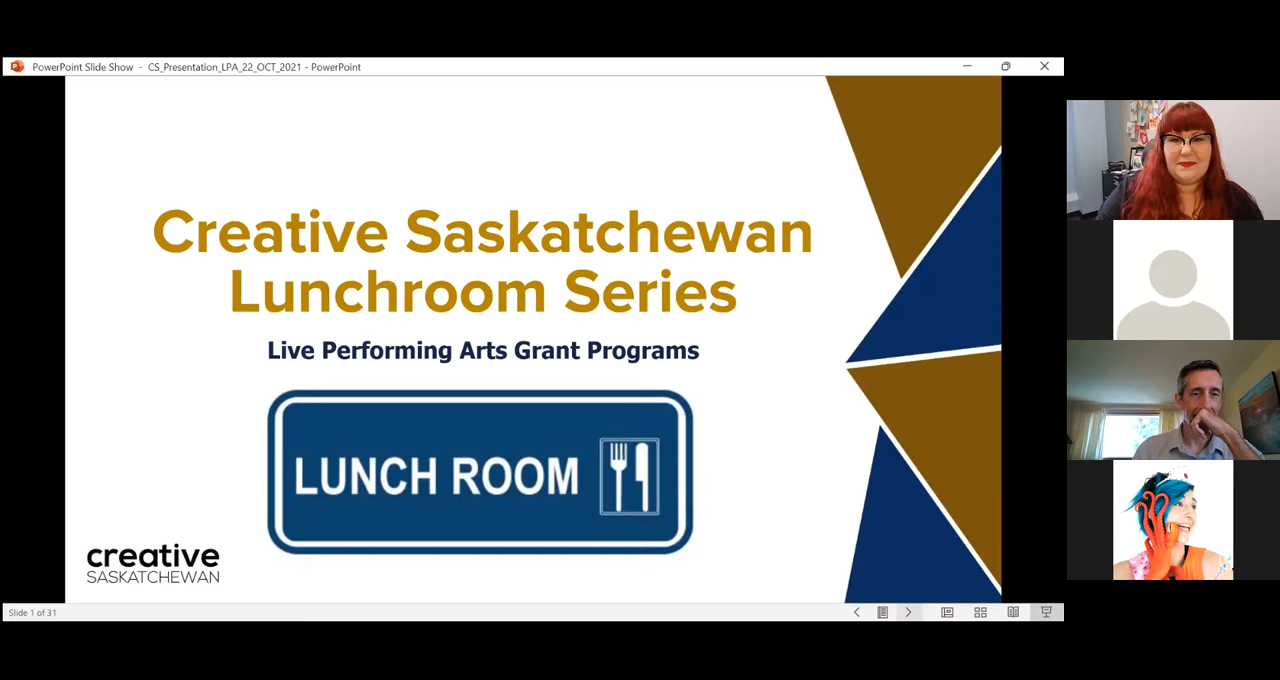 PowerPoint Slide Show - CS_Presentation_LPA_22_OCT_2021 - PowerPoint
Creative Saskatchewan
Lunchroom Series
Live Performing Arts Grant Programs
LUNCH ROOM
creative
SASKATCHEWAN
Slide 1 of 31